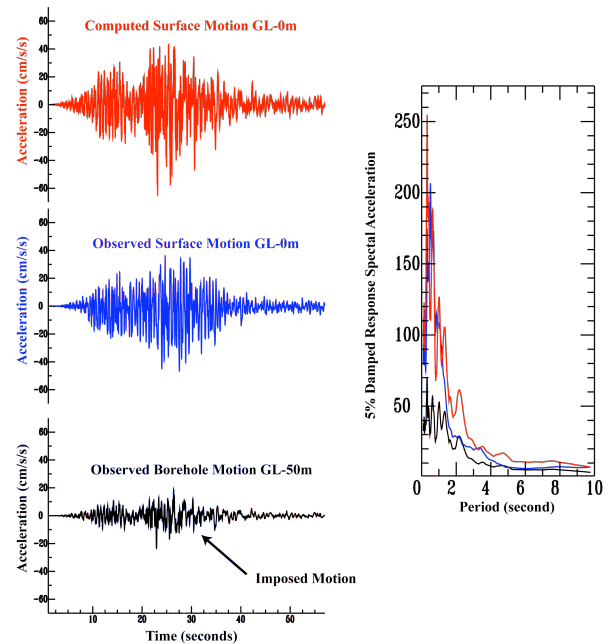 60
Computed Surface Motion GL-0m
40
20
0
-20
-40
-60
Acceleration (cm/s/s)
60
Observed Surface Motion GL-0m
40
20
0
-20
-40
-60
Acceleration (cm/s/s)
60
40
Observed Borehole Motion GL-50m
20
0
-20
-40
-60
Acceleration (cm/s/s)
Imposed Motion
10 20 30 40 50
Time (seconds)
250
200
150
100
50
5% Damped Response Spectal Acceleration
0 2 4 6 8 10
Period (second)